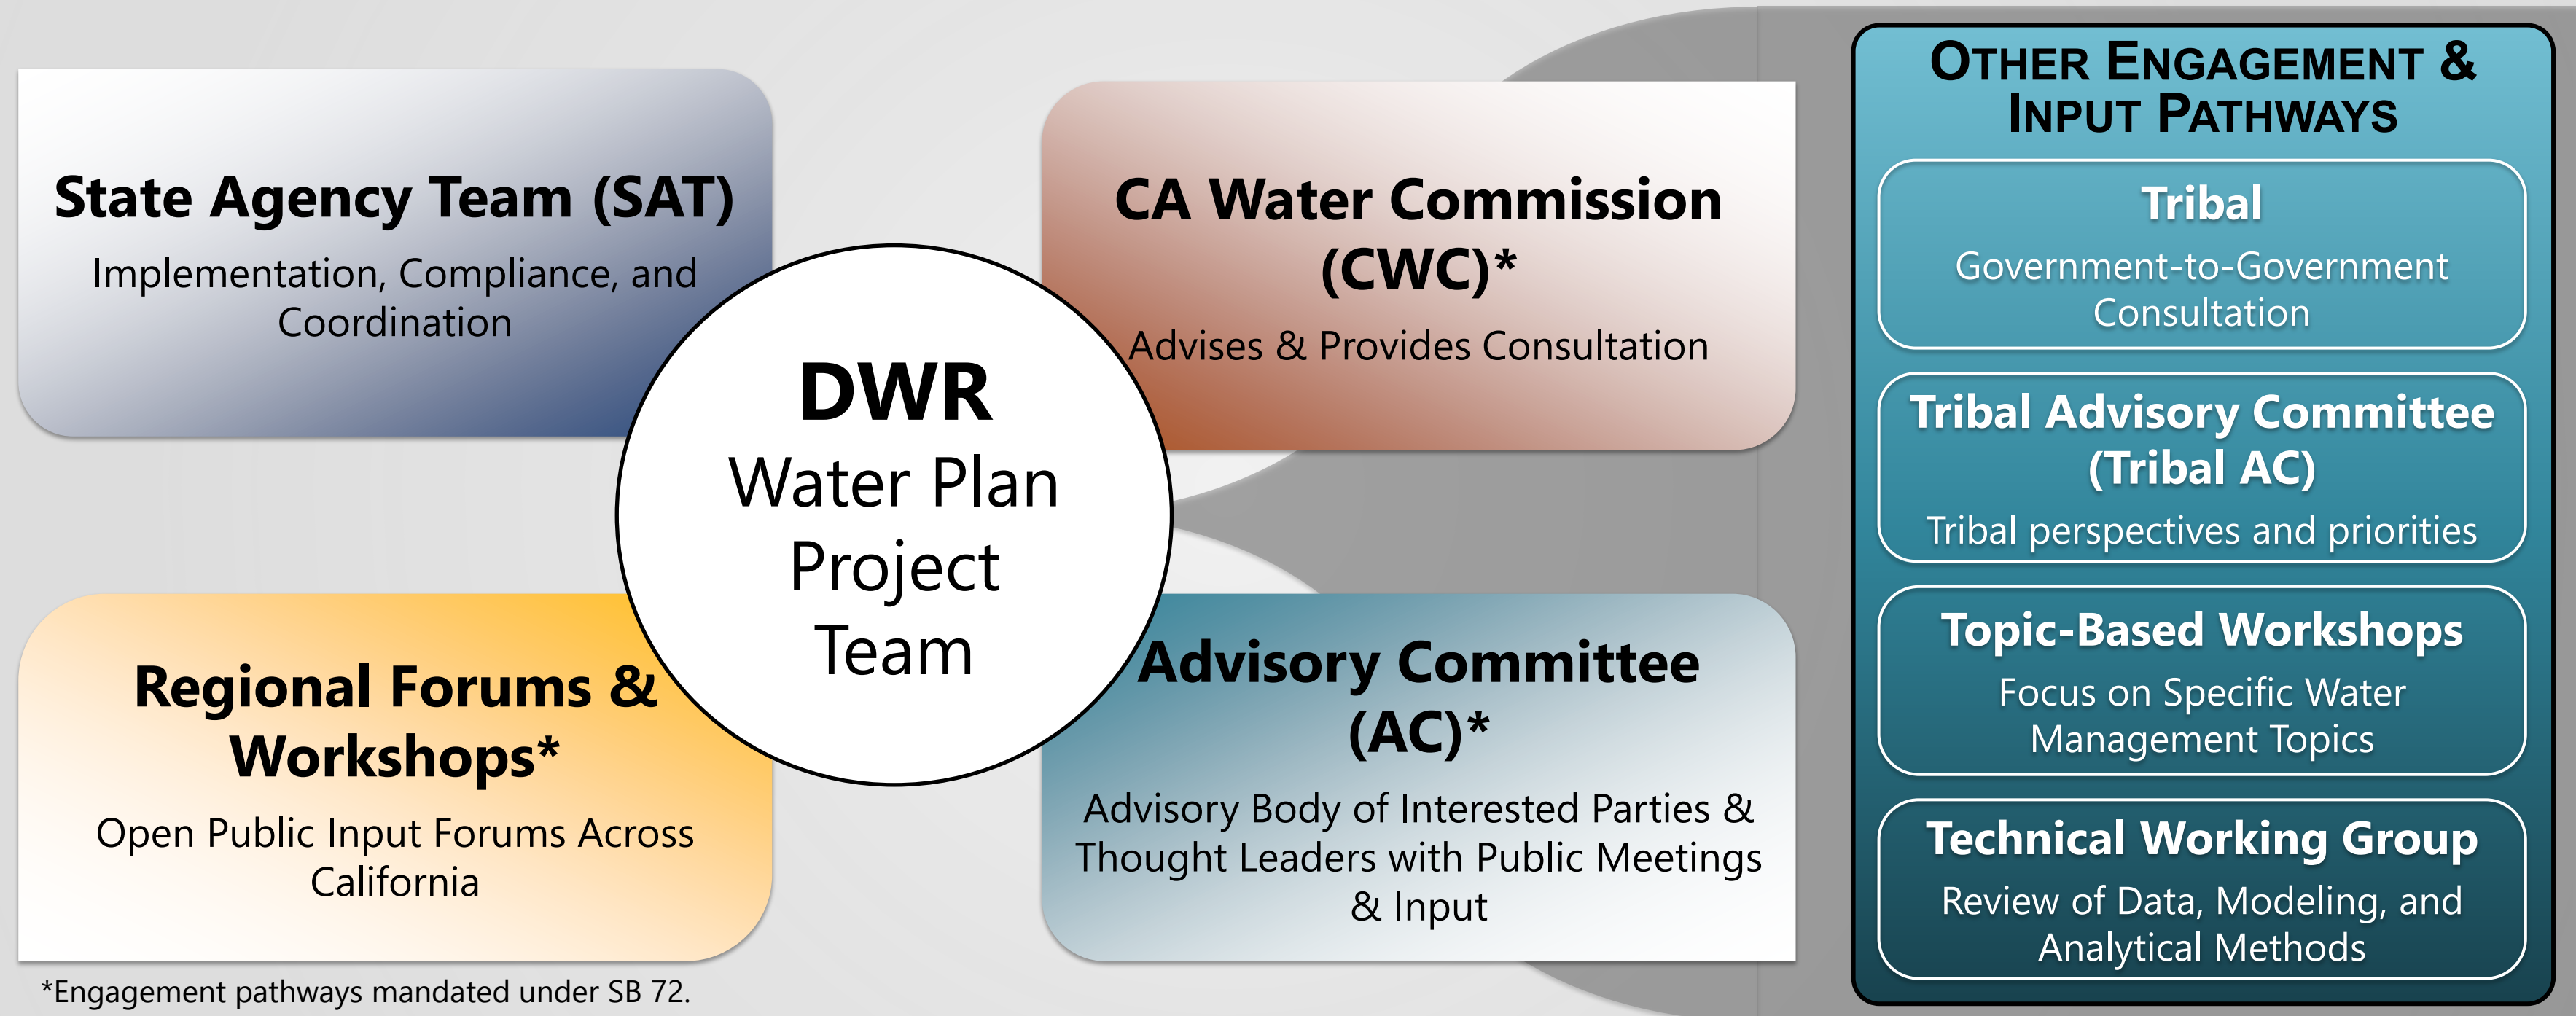 State Agency Team (SAT)
Implementation, Compliance, and
Coordination
CA Water Commission
(CWC)*
Advises & Provides Consultation
DWR
Water Plan
Project
Team
Regional Forums &
Workshops*
Open Public Input Forums Across
California
Advisory Committee
(AC)*
Advisory Body of Interested Parties &
Thought Leaders with Public Meetings
& Input
*Engagement pathways mandated under SB 72.
OTHER ENGAGEMENT &
INPUT PATHWAYS
Tribal
Government-to-Government
Consultation
Tribal Advisory Committee
(Tribal AC)
Tribal perspectives and priorities
Topic-Based Workshops
Focus on Specific Water
Management Topics
Technical Working Group
Review of Data, Modeling, and
Analytical Methods